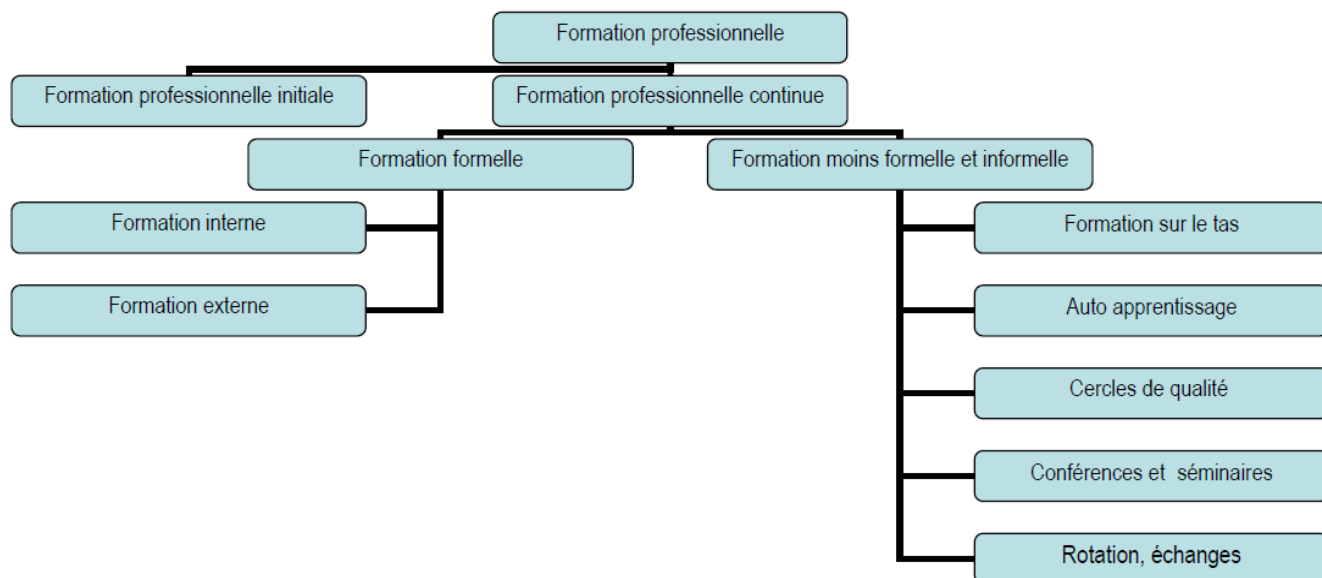 Formation professionnelle
Formation professionnelle initiale
Formation professionnelle continue
Formation formelle
Formation moins formelle et informelle
Formation interne
Formation externe
Formation sur le tas
Auto apprentissage
Cercles de qualité
Conférences et séminaires
Rotation, échanges